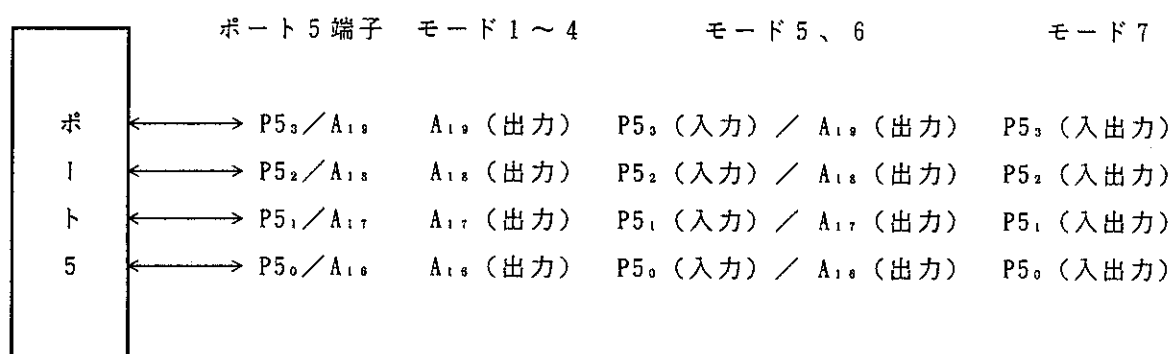 ポート5端子 モード1～4 モード5、6 モード7
ポート5
P5₃／A₁₉ A₁₉（出力） P5₃（入力）／A₁₉（出力） P5₃（入出力）
P5₂／A₁₈ A₁₈（出力） P5₂（入力）／A₁₈（出力） P5₂（入出力）
P5₁／A₁₇ A₁₇（出力） P5₁（入力）／A₁₇（出力） P5₁（入出力）
P5₀／A₁₆ A₁₆（出力） P5₀（入力）／A₁₆（出力） P5₀（入出力）